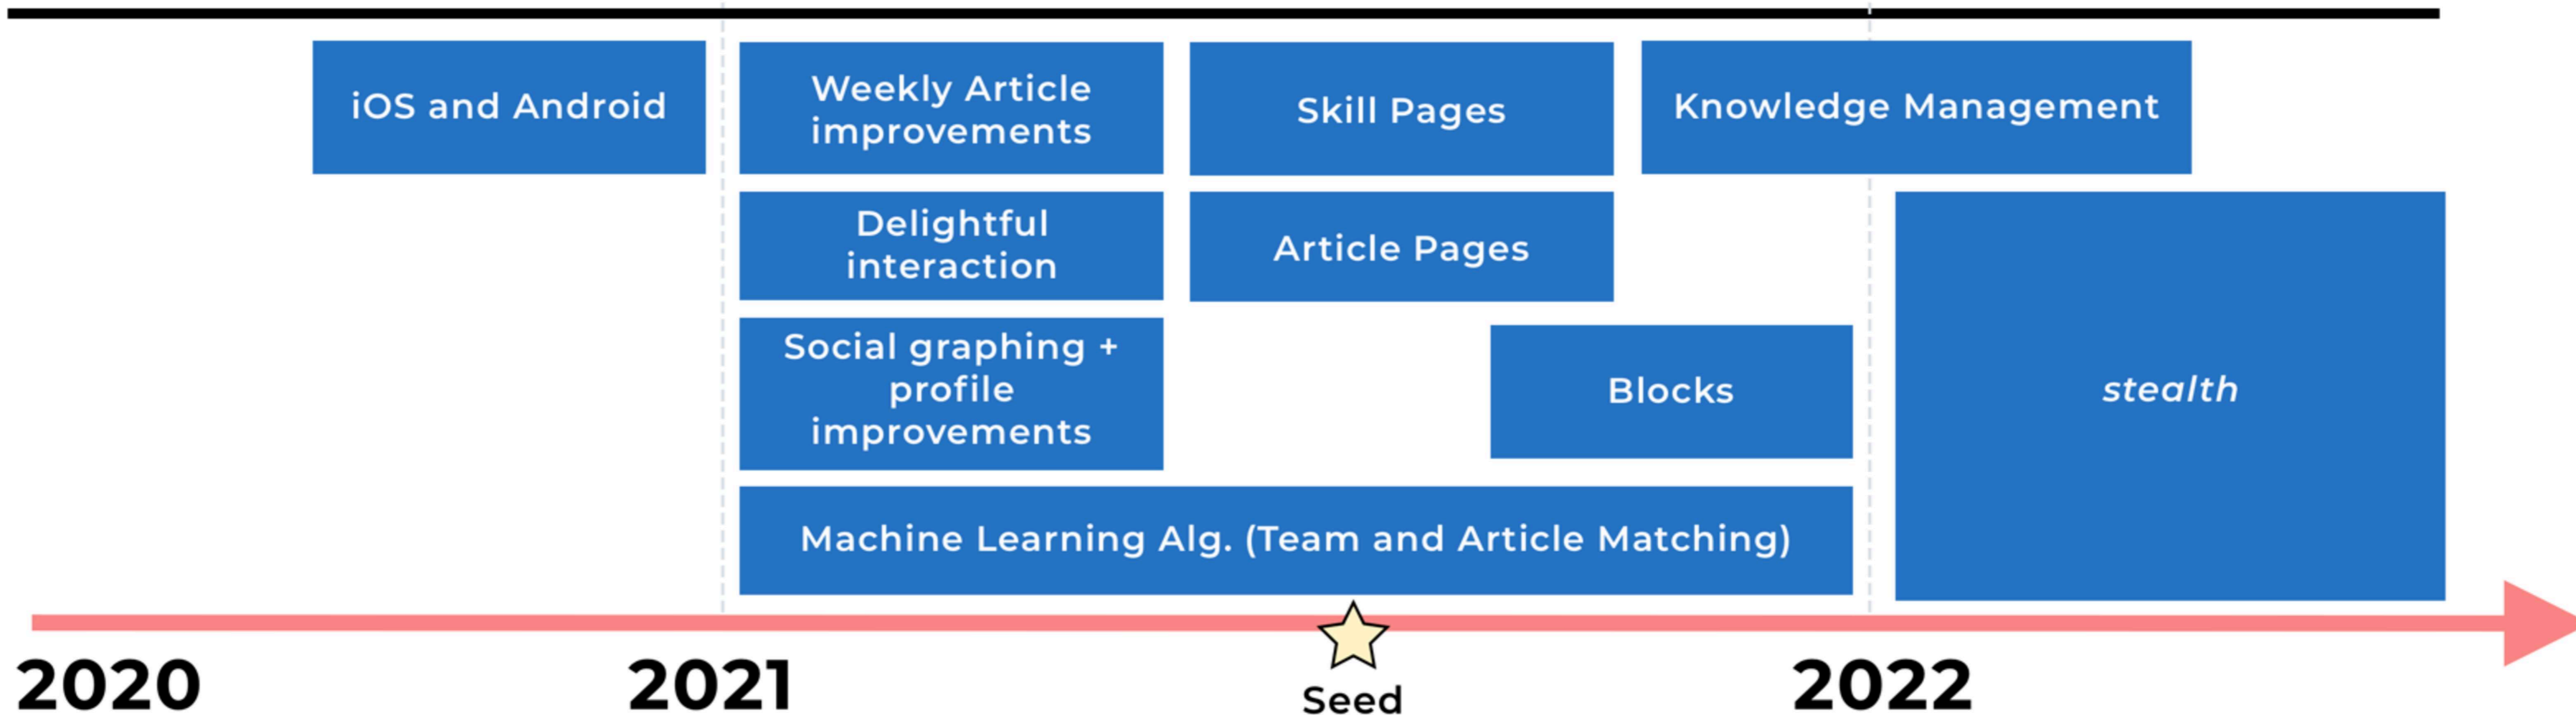 iOS and Android
Weekly Article
improvements
Skill Pages
Knowledge Management
Delightful
interaction
Article Pages
Social graphing +
profile
improvements
Blocks
stealth
Machine Learning Alg. (Team and Article Matching)
2020
2021
Seed
2022